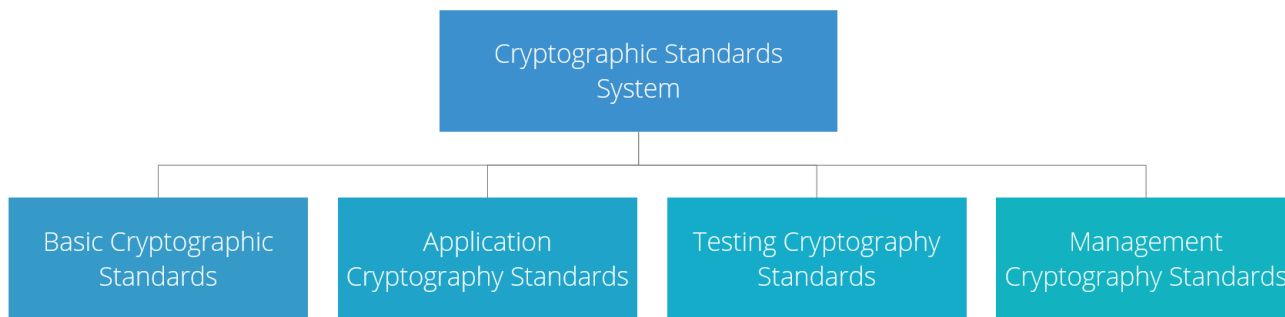 Cryptographic Standards
System
Basic Cryptographic
Standards
Application
Cryptography Standards
Testing Cryptography
Standards
Management
Cryptography Standards